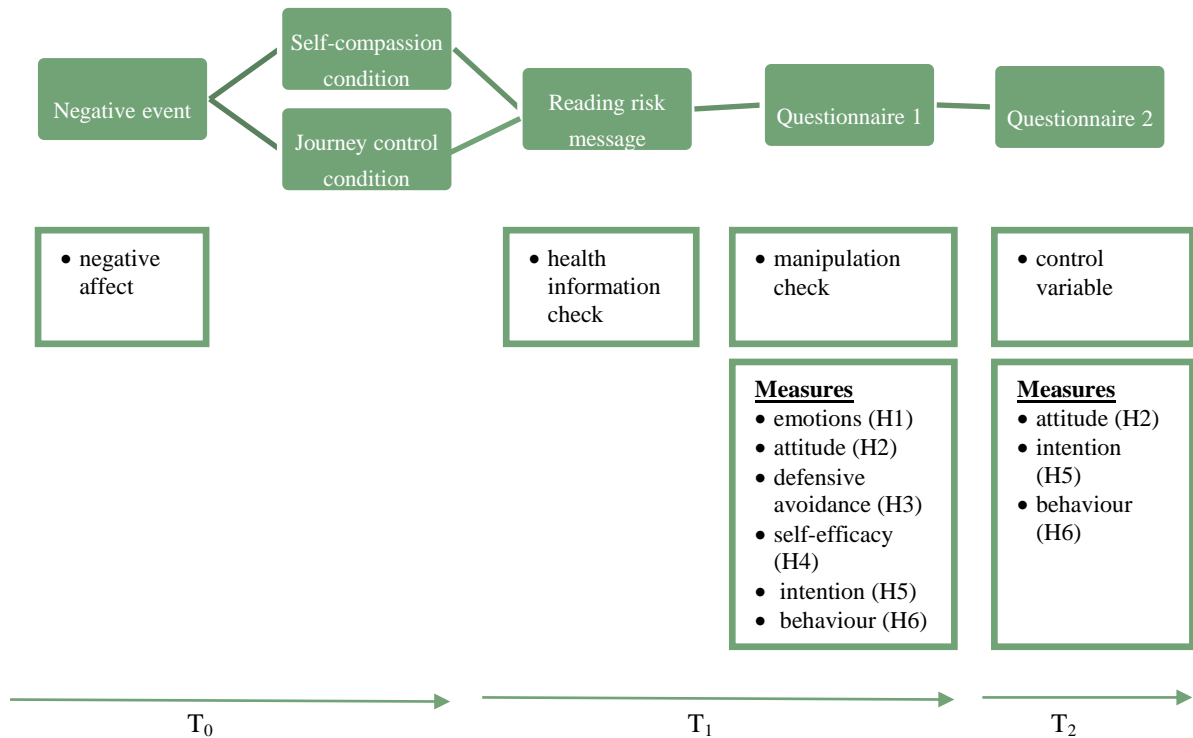 Negative event
Self-compassion
condition
Journey control
condition
Reading risk
message
Questionnaire 1
Questionnaire 2
• negative
affect
• health
information
check
• manipulation
check
• control
variable
Measures
• emotions (H1)
• attitude (H2)
• defensive
avoidance (H3)
• self-efficacy
(H4)
• intention (H5)
• behaviour (H6)
Measures
• attitude (H2)
• intention
(H5)
• behaviour
(H6)
T₀
T₁
T₂